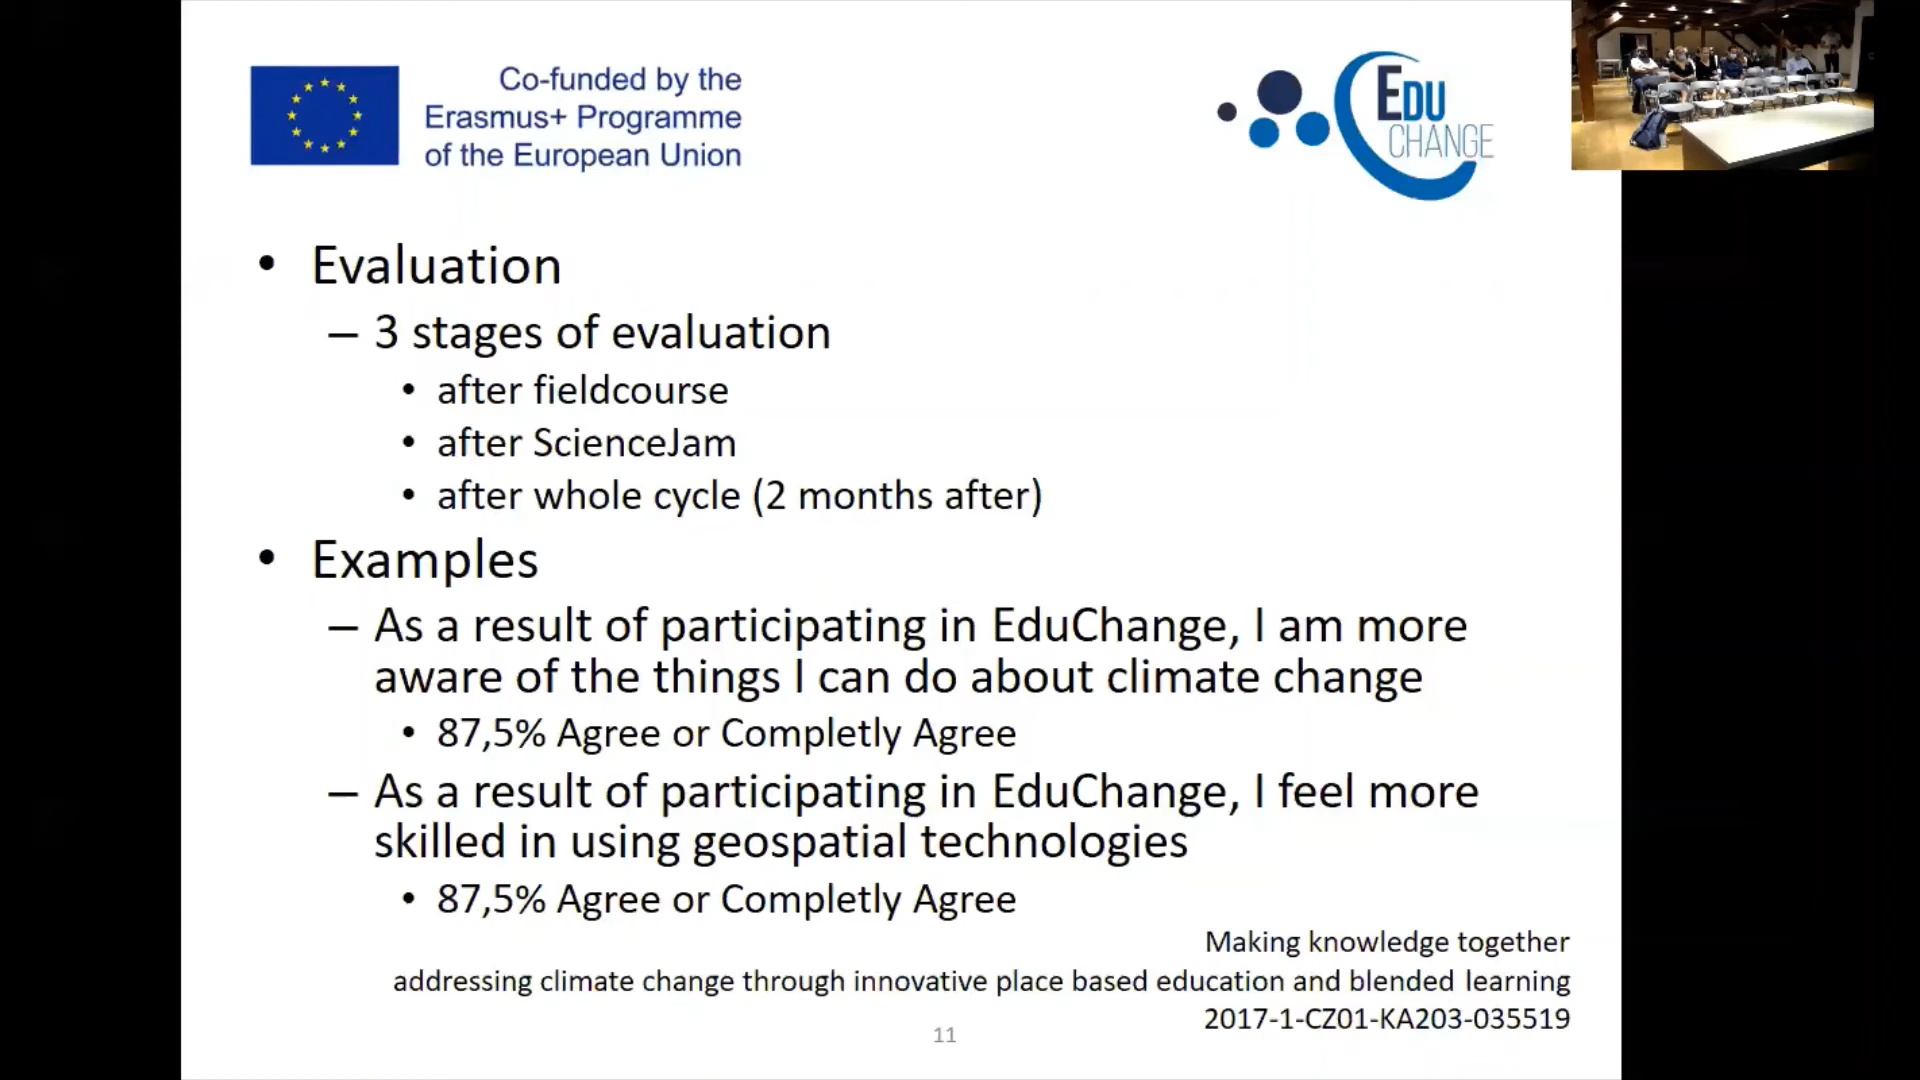 Co-funded by the
Erasmus+ Programme
of the European Union
EDU
CHANGE
• Evaluation
– 3 stages of evaluation
• after fieldcourse
• after ScienceJam
• after whole cycle (2 months after)
• Examples
– As a result of participating in EduChange, I am more
aware of the things I can do about climate change
• 87,5% Agree or Completly Agree
– As a result of participating in EduChange, I feel more
skilled in using geospatial technologies
• 87,5% Agree or Completly Agree
Making knowledge together
addressing climate change through innovative place based education and blended learning
2017-1-CZ01-KA203-035519
11